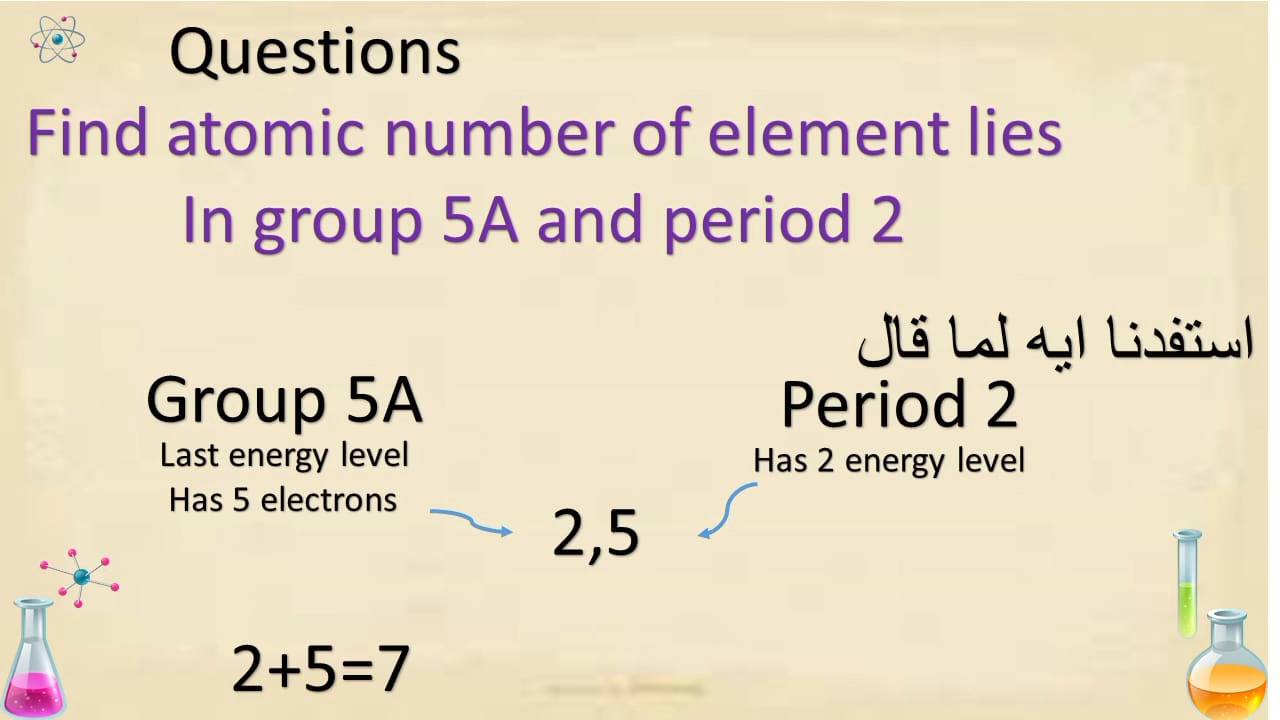 Questions
Find atomic number of element lies
In group 5A and period 2
استفدنا ايه لما قال
Group 5A
Last energy level
Has 5 electrons
Period 2
Has 2 energy level
2,5
2+5=7